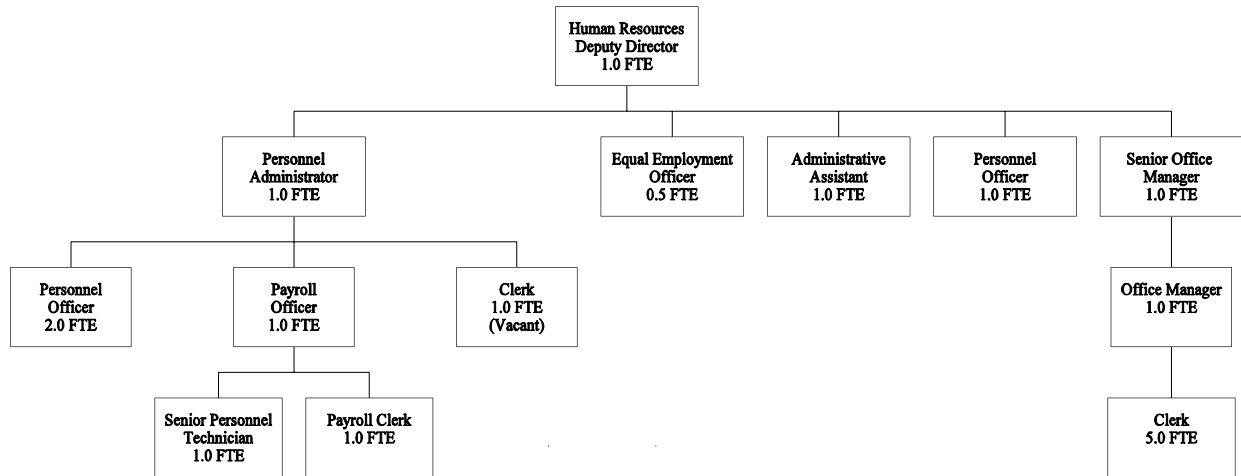 Human Resources
Deputy Director
1.0 FTE
Personnel
Administrator
1.0 FTE
Equal Employment
Officer
0.5 FTE
Administrative
Assistant
1.0 FTE
Personnel
Officer
1.0 FTE
Senior Office
Manager
1.0 FTE
Personnel
Officer
2.0 FTE
Payroll
Officer
1.0 FTE
Clerk
1.0 FTE
(Vacant)
Office Manager
1.0 FTE
Senior Personnel
Technician
1.0 FTE
Payroll Clerk
1.0 FTE
Clerk
5.0 FTE